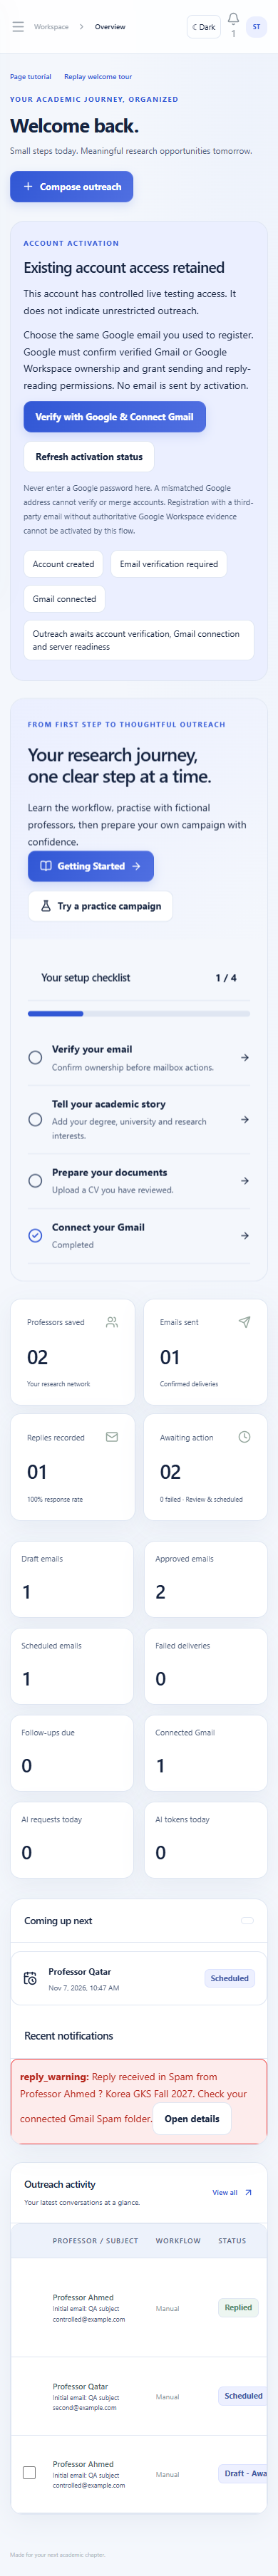 Workspace > Overview
Dark
1
ST
Page tutorial Replay welcome tour
YOUR ACADEMIC JOURNEY, ORGANIZED
Welcome back.
Small steps today. Meaningful research opportunities tomorrow.
+ Compose outreach
ACCOUNT ACTIVATION
Existing account access retained
This account has controlled live testing access. It
does not indicate unrestricted outreach.
Choose the same Google email you used to register.
Google must confirm verified Gmail or Google
Workspace ownership and grant sending and reply-
reading permissions. No email is sent by activation.
Verify with Google & Connect Gmail
Refresh activation status
Never enter a Google password here. A mismatched Google
address cannot verify or merge accounts. Registration with a third-
party email without authoritative Google Workspace evidence
cannot be activated by this flow.
Account created
Email verification required
Gmail connected
Outreach awaits account verification, Gmail connection
and server readiness
FROM FIRST STEP TO THOUGHTFUL OUTREACH
Your research journey,
one clear step at a time.
Learn the workflow, practise with fictional
professors, then prepare your own campaign with
confidence.
Getting Started →
Try a practice campaign
Your setup checklist 1 / 4
Verify your email
Confirm ownership before mailbox actions.
Tell your academic story
Add your degree, university and research
interests.
Prepare your documents
Upload a CV you have reviewed.
Connect your Gmail
Completed
Professors saved
02
Your research network
Emails sent
01
Confirmed deliveries
Replies recorded
01
100% response rate
Awaiting action
02
0 failed · Review & scheduled
Draft emails
1
Approved emails
2
Scheduled emails
1
Failed deliveries
0
Follow-ups due
0
Connected Gmail
1
AI requests today
0
AI tokens today
0
Coming up next
Professor Qatar
Nov 7, 2026, 10:47 AM
Scheduled
Recent notifications
reply_warning: Reply received in Spam from
Professor Ahmed ? Korea GKS Fall 2027. Check your
connected Gmail Spam folder. Open details
Outreach activity
Your latest conversations at a glance.
View all
PROFESSOR / SUBJECT WORKFLOW STATUS
Professor Ahmed
Initial email: QA subject
controlled@example.com
Manual
Replied
Professor Qatar
Initial email: QA subject
second@example.com
Manual
Scheduled
Professor Ahmed
Initial email: QA subject
controlled@example.com
Manual
Draft - Awa
Made for your next academic chapter.